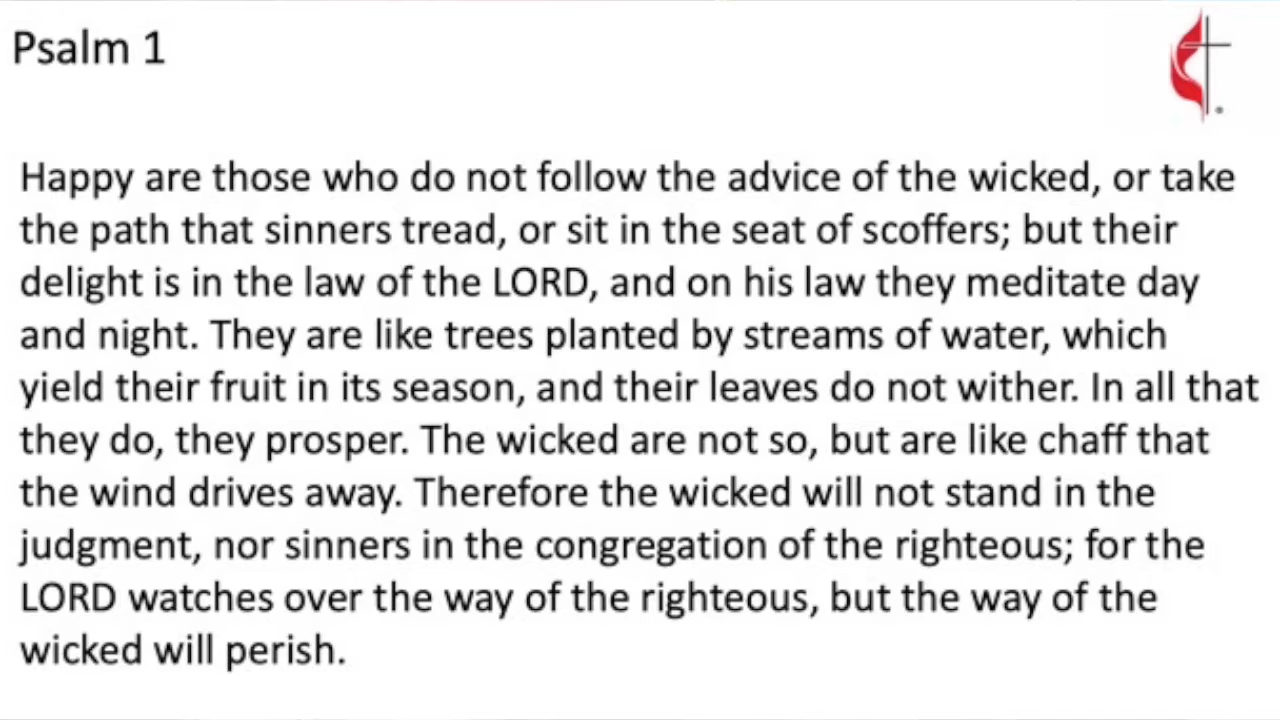 Psalm 1
Happy are those who do not follow the advice of the wicked, or take
the path that sinners tread, or sit in the seat of scoffers; but their
delight is in the law of the LORD, and on his law they meditate day
and night. They are like trees planted by streams of water, which
yield their fruit in its season, and their leaves do not wither. In all that
they do, they prosper. The wicked are not so, but are like chaff that
the wind drives away. Therefore the wicked will not stand in the
judgment, nor sinners in the congregation of the righteous; for the
LORD watches over the way of the righteous, but the way of the
wicked will perish.